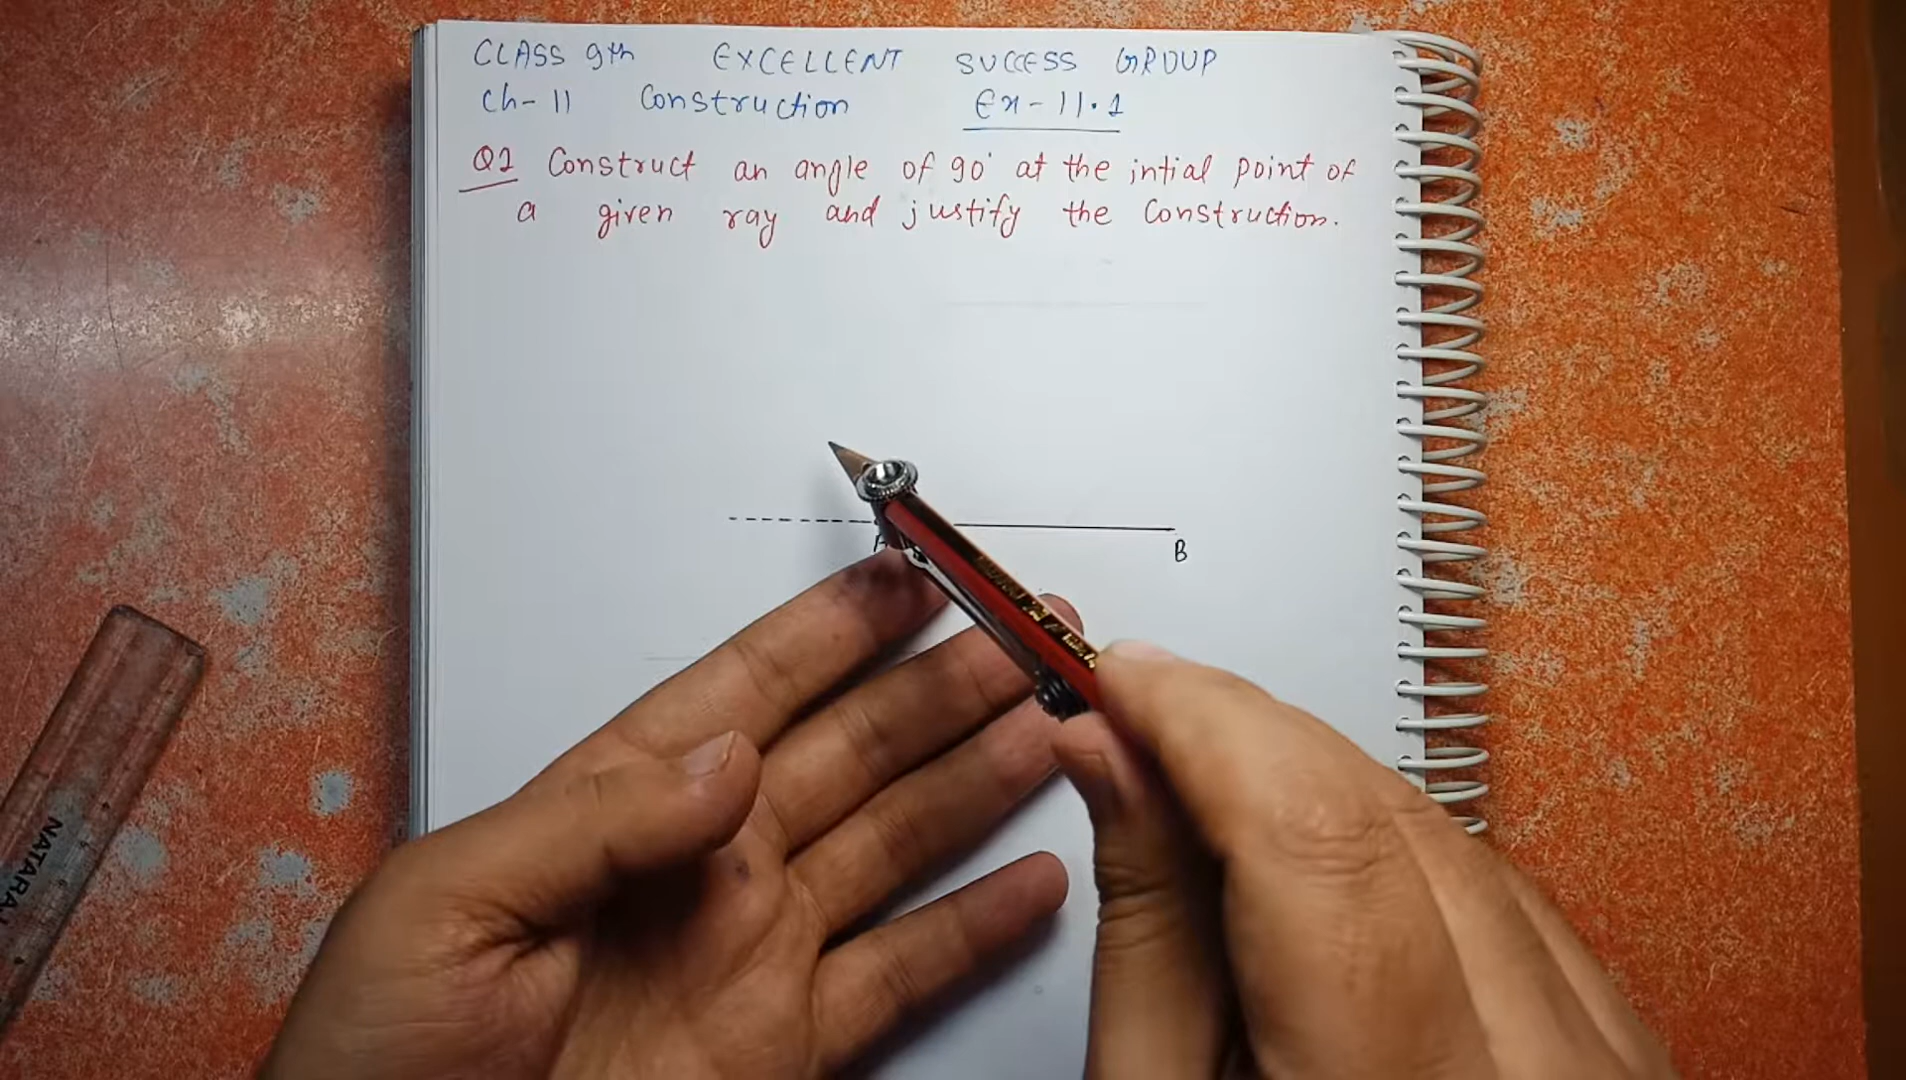 CLASS 9th EXCELLENT SUCCESS GROUP
Ch-11 Construction Ex-11.1
Q1 Construct an angle of 90° at the intial point of
a given ray and justify the Construction.
A B
NATARAJ